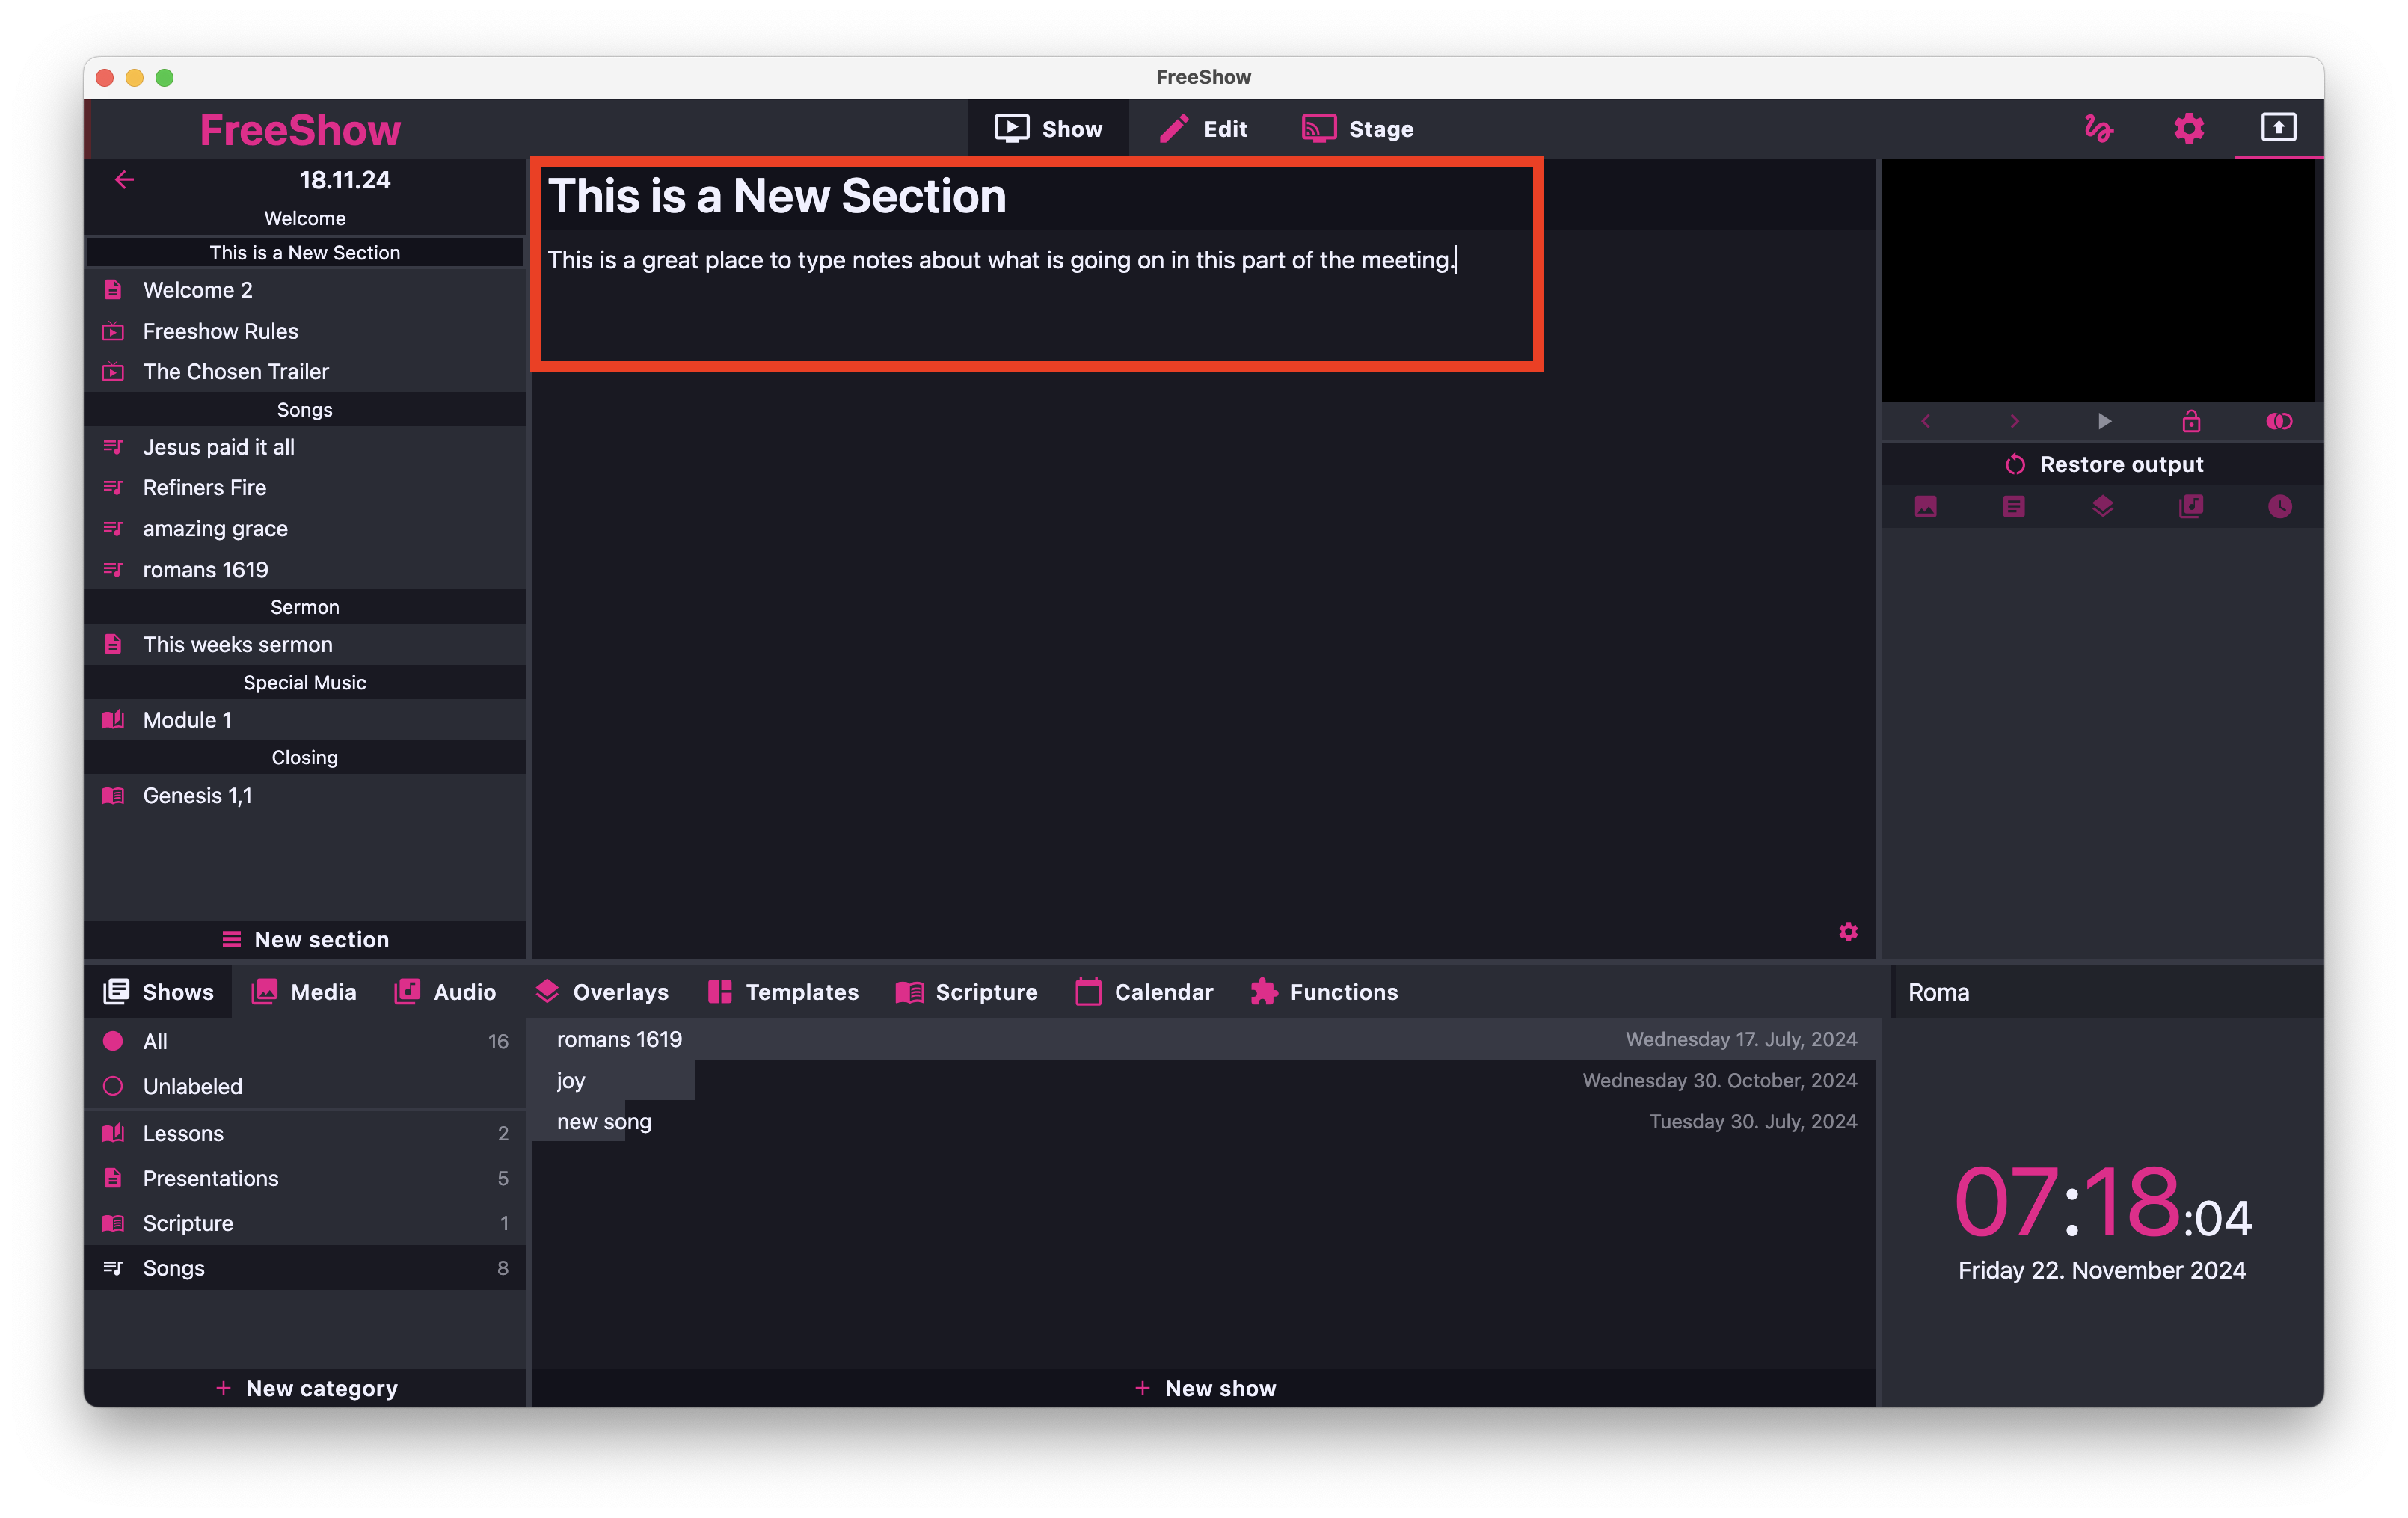 FreeShow
FreeShow
Show
Edit
Stage
18.11.24
Welcome
This is a New Section
Welcome 2
Freeshow Rules
The Chosen Trailer
Songs
Jesus paid it all
Refiners Fire
amazing grace
romans 1619
Sermon
This weeks sermon
Special Music
Module 1
Closing
Genesis 1,1
New section
This is a New Section
This is a great place to type notes about what is going on in this part of the meeting.
Restore output
Shows
Media
Audio
Overlays
Templates
Scripture
Calendar
Functions
Roma
All 16
Unlabeled
Lessons 2
Presentations 5
Scripture 1
Songs 8
New category
romans 1619 Wednesday 17. July, 2024
joy Wednesday 30. October, 2024
new song Tuesday 30. July, 2024
New show
07:18:04
Friday 22. November 2024